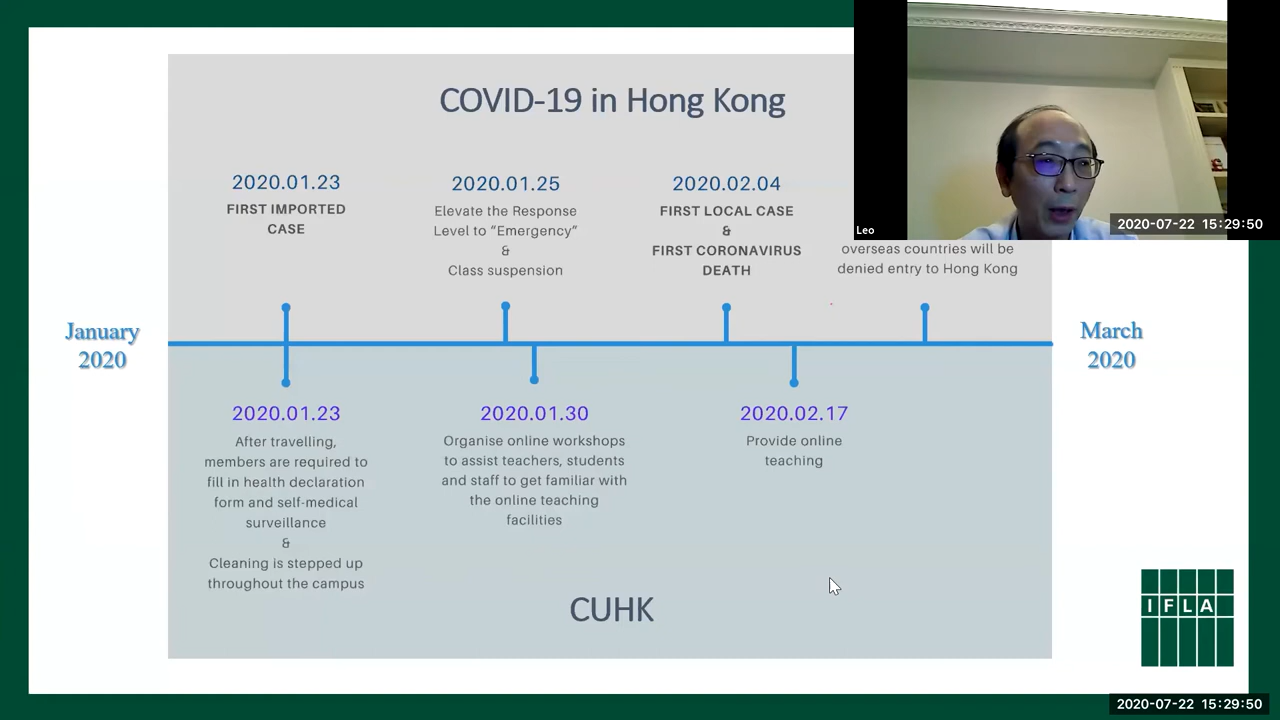 COVID-19 in Hong Kong
2020.01.23
FIRST IMPORTED
CASE
2020.01.25
Elevate the Response
Level to “Emergency”
&
Class suspension
2020.02.04
FIRST LOCAL CASE
&
FIRST CORONAVIRUS
DEATH
overseas countries will be
denied entry to Hong Kong
Leo
2020-07-22 15:29:50
January
2020
March
2020
2020.01.23
After travelling,
members are required to
fill in health declaration
form and self-medical
surveillance
&
Cleaning is stepped up
throughout the campus
2020.01.30
Organise online workshops
to assist teachers, students
and staff to get familiar with
the online teaching
facilities
2020.02.17
Provide online
teaching
CUHK
IFLA
2020-07-22 15:29:50